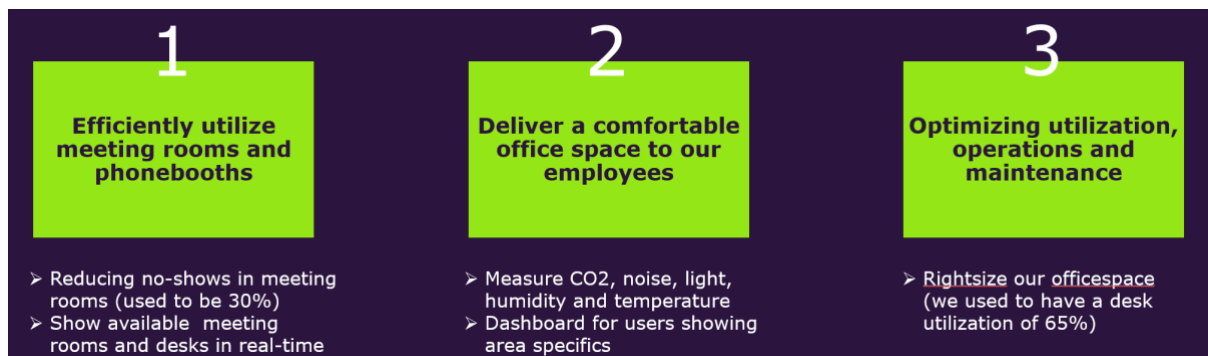 1
Efficiently utilize
meeting rooms and
phonebooths
➢ Reducing no-shows in meeting
rooms (used to be 30%)
➢ Show available  meeting
rooms and desks in real-time
2
Deliver a comfortable
office space to our
employees
➢ Measure CO2, noise, light,
humidity and temperature
➢ Dashboard for users showing
area specifics
3
Optimizing utilization,
operations and
maintenance
➢ Rightsize our officespace
(we used to have a desk
utilization of 65%)